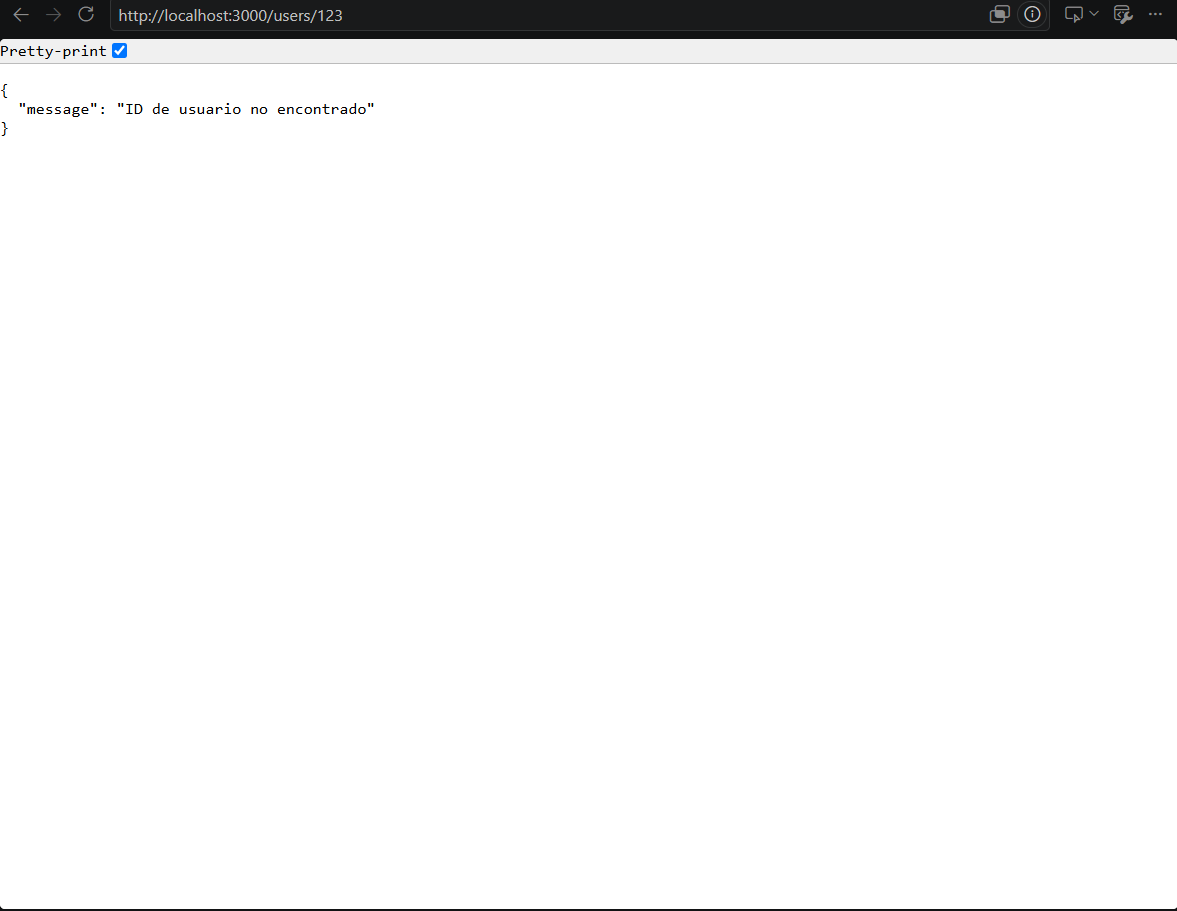 http://localhost:3000/users/123
Pretty-print
{
  "message": "ID de usuario no encontrado"
}